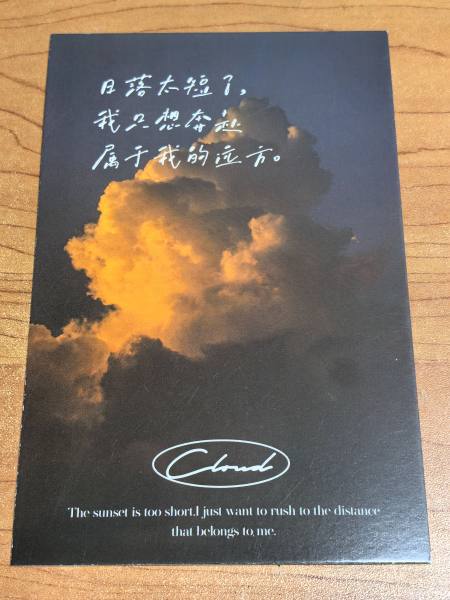 日落太短了，
我只想奔赴
属于我的远方。
Cloud
The sunset is too short.I just want to rush to the distance
that belongs to me.